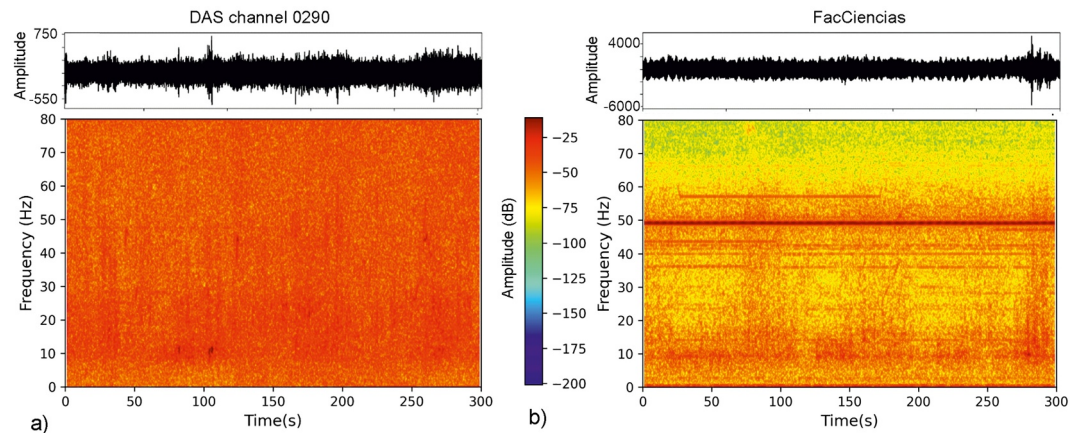 DAS channel 0290
750
Amplitude
-550
80
70
60
50
40
30
20
10
0
Frequency (Hz)
0 50 100 150 200 250 300
Time(s)
a)
−25
−50
−75
−100
−125
−150
−175
−200
Amplitude (dB)
FacCiencias
4000
Amplitude
-6000
80
70
60
50
40
30
20
10
0
Frequency (Hz)
0 50 100 150 200 250 300
Time(s)
b)